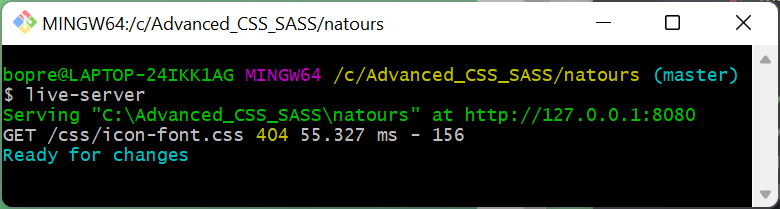 MINGW64:/c/Advanced_CSS_SASS/natours
bopre@LAPTOP-24IKK1AG MINGW64 /c/Advanced_CSS_SASS/natours (master)
$ live-server
Serving "C:\Advanced_CSS_SASS\natours" at http://127.0.0.1:8080
GET /css/icon-font.css 404 55.327 ms - 156
Ready for changes